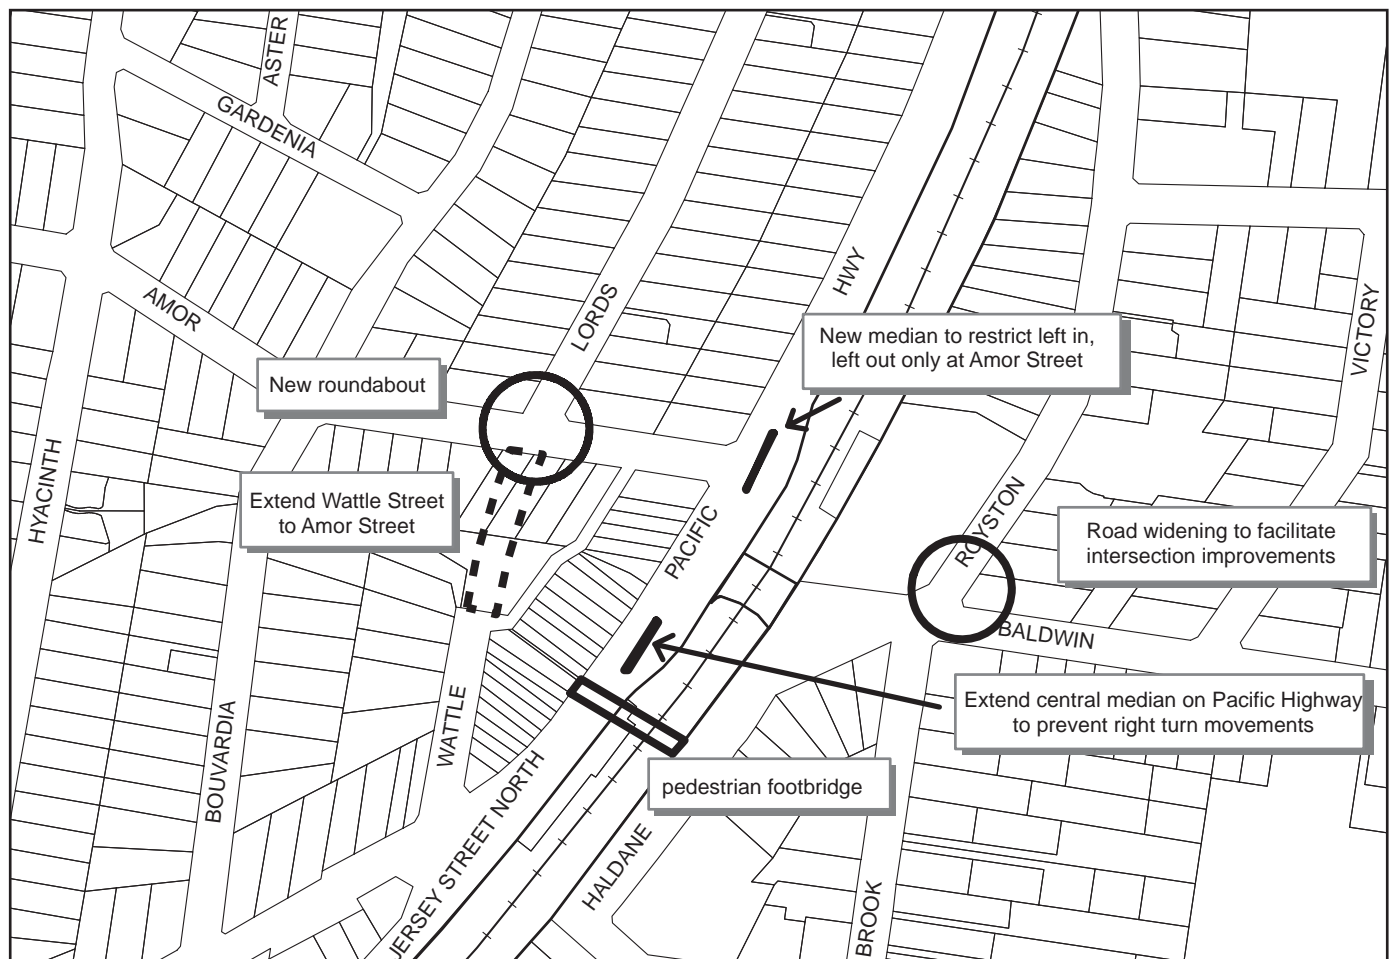 ASTER
GARDENIA
HWY
LORDS
AMOR
VICTORY
New median to restrict left in,
left out only at Amor Street
New roundabout
HYACINTH
Extend Wattle Street
to Amor Street
PACIFIC
ROYSTON
Road widening to facilitate
intersection improvements
BALDWIN
WATTLE
BOUVARDIA
Extend central median on Pacific Highway
to prevent right turn movements
pedestrian footbridge
JERSEY STREET NORTH
HALDANE
BROOK